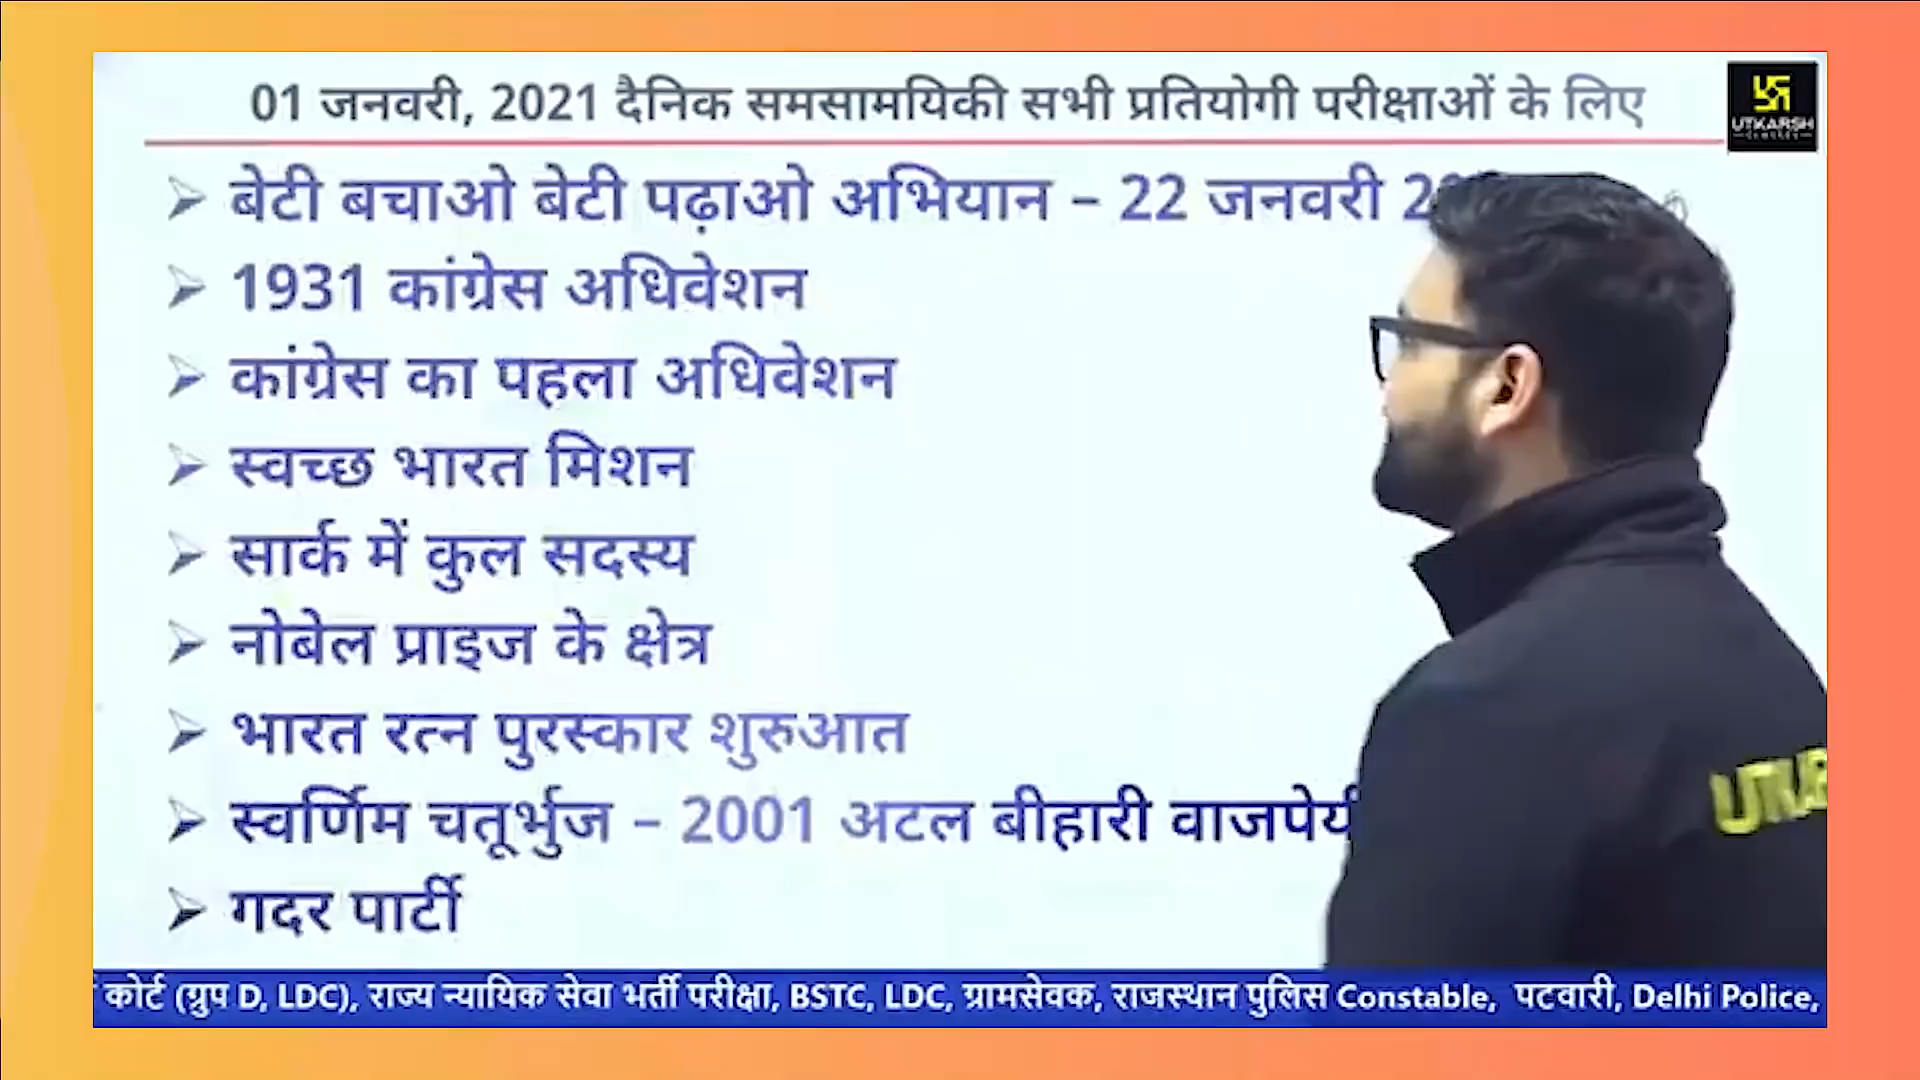 01 जनवरी, 2021 दैनिक समसामयिकी सभी प्रतियोगी परीक्षाओं के लिए
UTKARSH
➢ बेटी बचाओ बेटी पढ़ाओ अभियान – 22 जनवरी
➢ 1931 कांग्रेस अधिवेशन
➢ कांग्रेस का पहला अधिवेशन
➢ स्वच्छ भारत मिशन
➢ सार्क में कुल सदस्य
➢ नोबेल प्राइज के क्षेत्र
➢ भारत रत्न पुरस्कार शुरुआत
➢ स्वर्णिम चतूर्भुज – 2001 अटल बीहारी वाजपेयी
➢ गदर पार्टी
कोर्ट (ग्रुप D, LDC), राज्य न्यायिक सेवा भर्ती परीक्षा, BSTC, LDC, ग्रामसेवक, राजस्थान पुलिस Constable, पटवारी, Delhi Police,